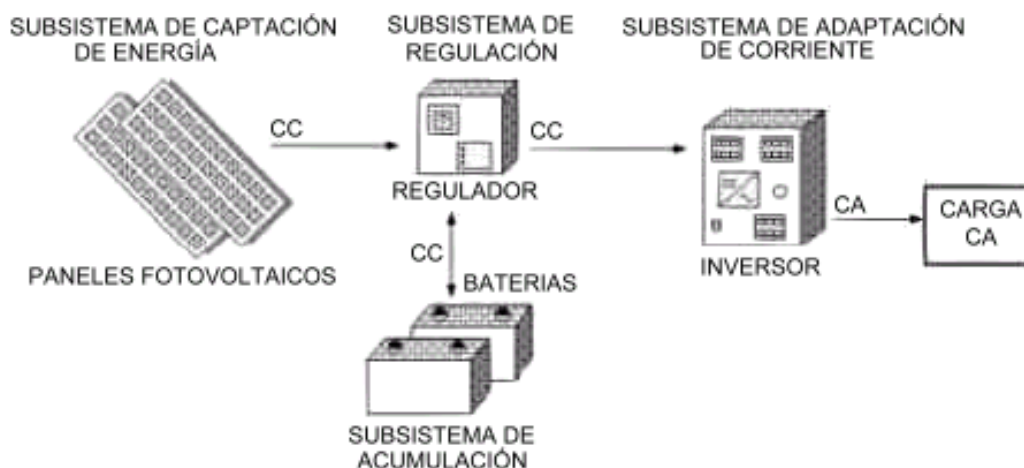 SUBSISTEMA DE CAPTACIÓN
DE ENERGÍA
SUBSISTEMA DE
REGULACIÓN
SUBSISTEMA DE ADAPTACIÓN
DE CORRIENTE
CC
CC
REGULADOR
CA
CARGA
CA
PANELES FOTOVOLTAICOS
CC
INVERSOR
BATERIAS
SUBSISTEMA DE
ACUMULACIÓN